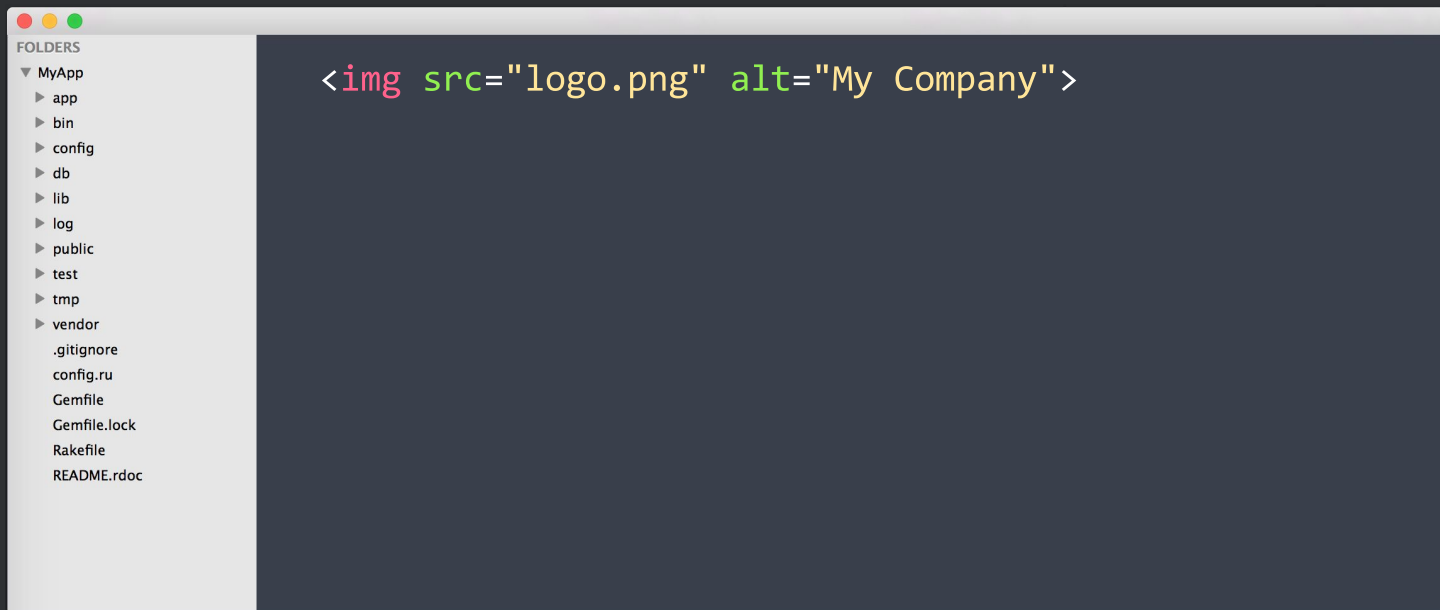 FOLDERS
MyApp
app
bin
config
db
lib
log
public
test
tmp
vendor
.gitignore
config.ru
Gemfile
Gemfile.lock
Rakefile
README.rdoc
<img src="logo.png" alt="My Company">